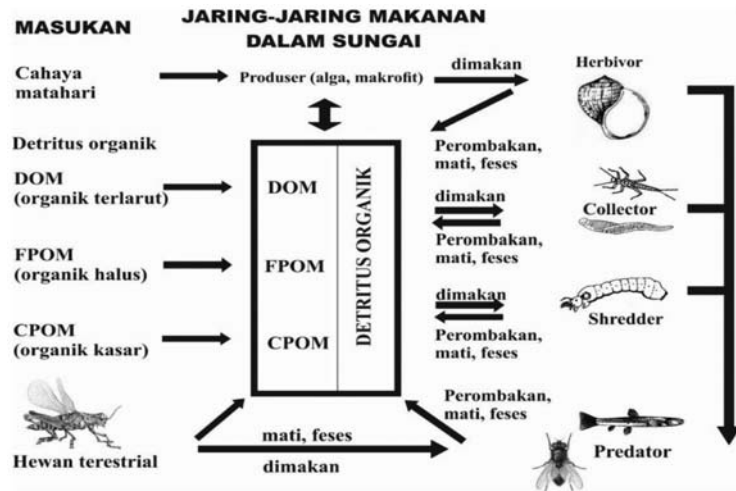 MASUKAN
JARING-JARING MAKANAN
DALAM SUNGAI
Cahaya
matahari
Produser (alga, makrofit)
dimakan
Herbivor
Detritus organik
Perombakan,
mati, feses
DOM
(organik terlarut)
DOM
DETRITUS ORGANIK
dimakan
Perombakan,
mati, feses
Collector
FPOM
(organik halus)
FPOM
dimakan
Perombakan,
mati, feses
Shredder
CPOM
(organik kasar)
CPOM
Perombakan,
mati, feses
Hewan terestrial
mati, feses
dimakan
Predator